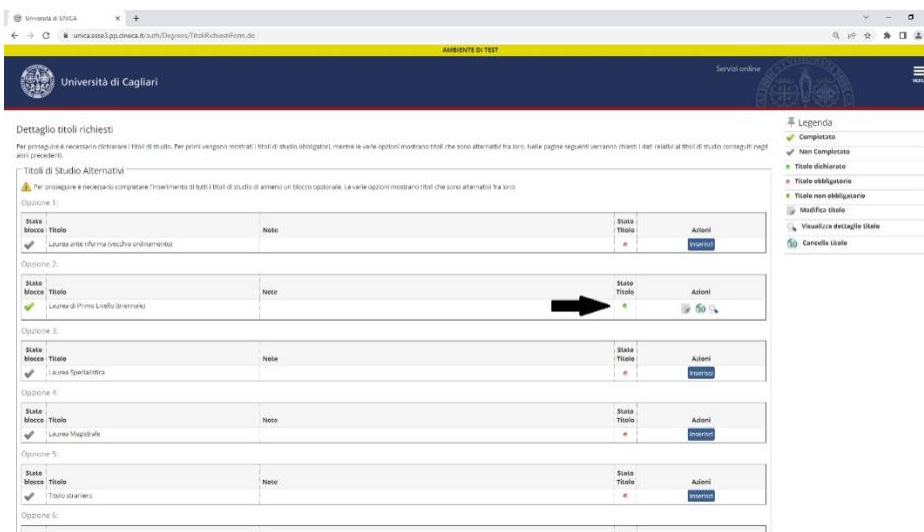 Università di UNICA
unica.esse3.pp.cineca.it/auth/Degrees/TitoliRichiestiForm.do
AMBIENTE DI TEST
Università di Cagliari
Servizi online
MENU
Dettaglio titoli richiesti
Per proseguire è necessario dichiarare i titoli di studio. Per primi vengono mostrati i titoli di studio obbligatori, mentre le varie opzioni mostrano titoli che sono alternativi fra loro. Nelle pagine seguenti verranno chiesti i dati relativi ai titoli di studio conseguiti negli
anni precedenti.
Titoli di Studio Alternativi
Per proseguire è necessario completare l'inserimento di tutti i titoli di studio di almeno un blocco opzionale. Le varie opzioni mostrano titoli che sono alternativi fra loro:
Opzione 1:
Stato blocco Titolo Note Stato Titolo Azioni
Laurea ante riforma (vecchio ordinamento) Inserisci
Opzione 2:
Stato blocco Titolo Note Stato Titolo Azioni
Laurea di Primo Livello (triennale)
Opzione 3:
Stato blocco Titolo Note Stato Titolo Azioni
Laurea Specialistica Inserisci
Opzione 4:
Stato blocco Titolo Note Stato Titolo Azioni
Laurea Magistrale Inserisci
Opzione 5:
Stato blocco Titolo Note Stato Titolo Azioni
Titolo straniero Inserisci
Opzione 6:
Legenda
Completato
Non Completato
Titolo dichiarato
Titolo obbligatorio
Titolo non obbligatorio
Modifica titolo
Visualizza dettaglio titolo
Cancella titolo